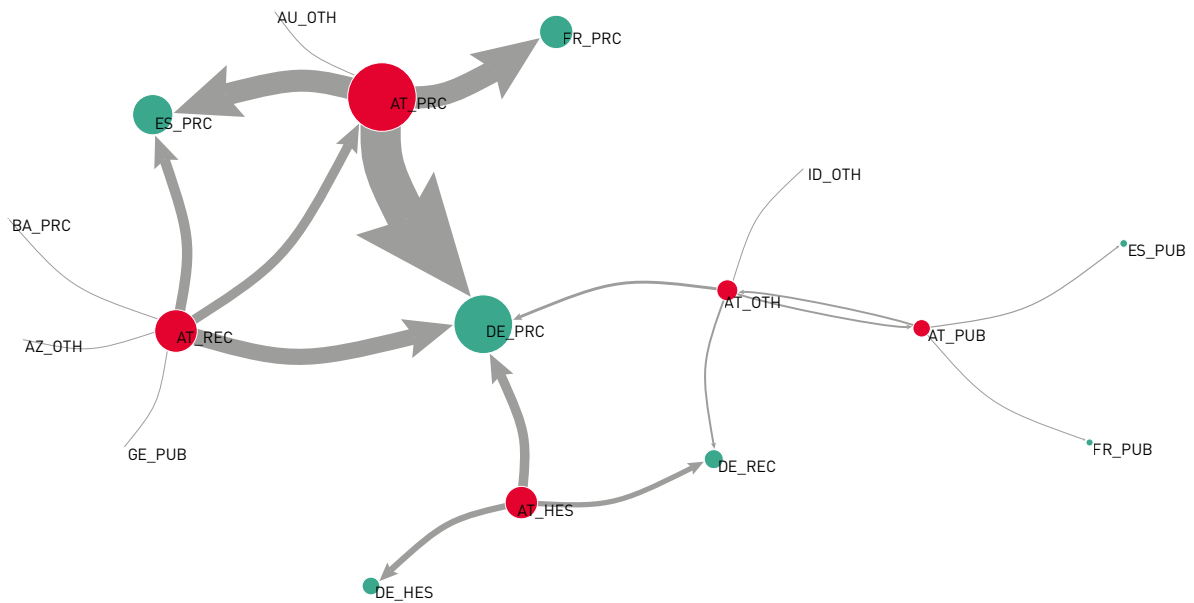 AU_OTH
FR_PRC
AT_PRC
ES_PRC
ID_OTH
BA_PRC
ES_PUB
AT_OTH
DE_PRC
AT_REC
AT_PUB
AZ_OTH
FR_PUB
GE_PUB
DE_REC
AT_HES
DE_HES